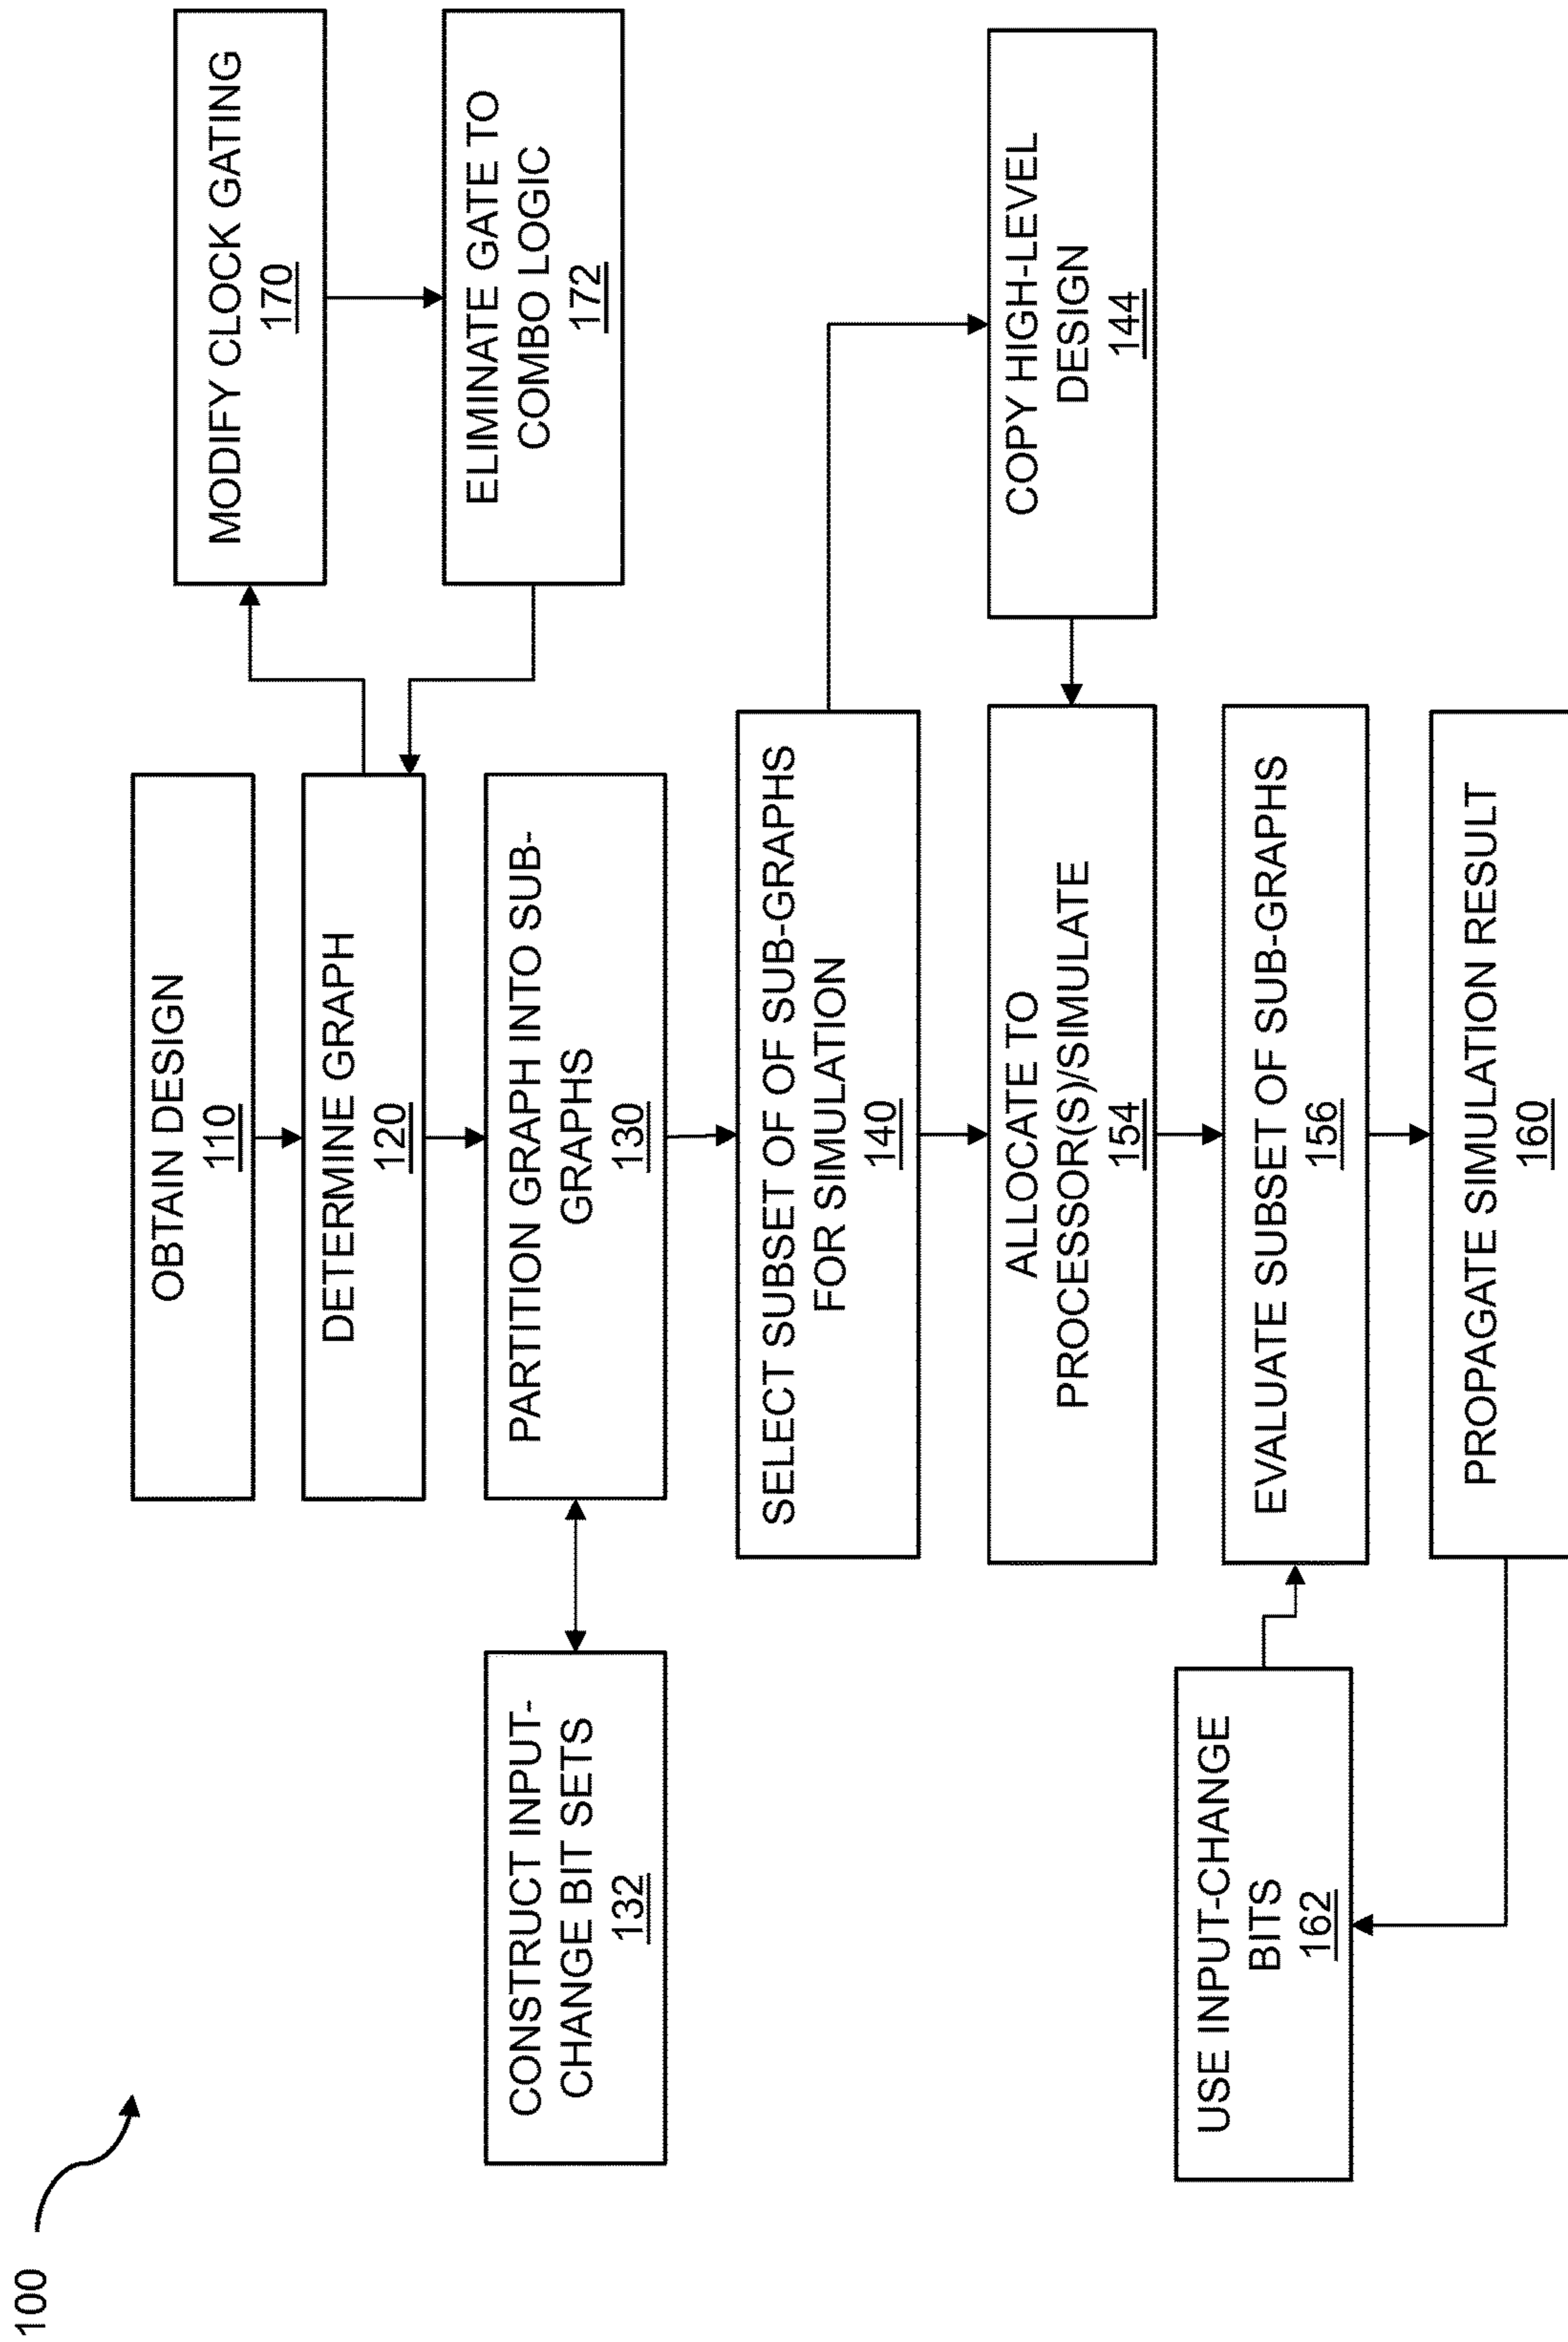 100
OBTAIN DESIGN
110
DETERMINE GRAPH
120
MODIFY CLOCK GATING
170
ELIMINATE GATE TO
COMBO LOGIC
172
PARTITION GRAPH INTO SUB-
GRAPHS
130
CONSTRUCT INPUT-
CHANGE BIT SETS
132
SELECT SUBSET OF OF SUB-GRAPHS
FOR SIMULATION
140
COPY HIGH-LEVEL
DESIGN
144
ALLOCATE TO
PROCESSOR(S)/SIMULATE
154
EVALUATE SUBSET OF SUB-GRAPHS
156
USE INPUT-CHANGE
BITS
162
PROPAGATE SIMULATION RESULT
160